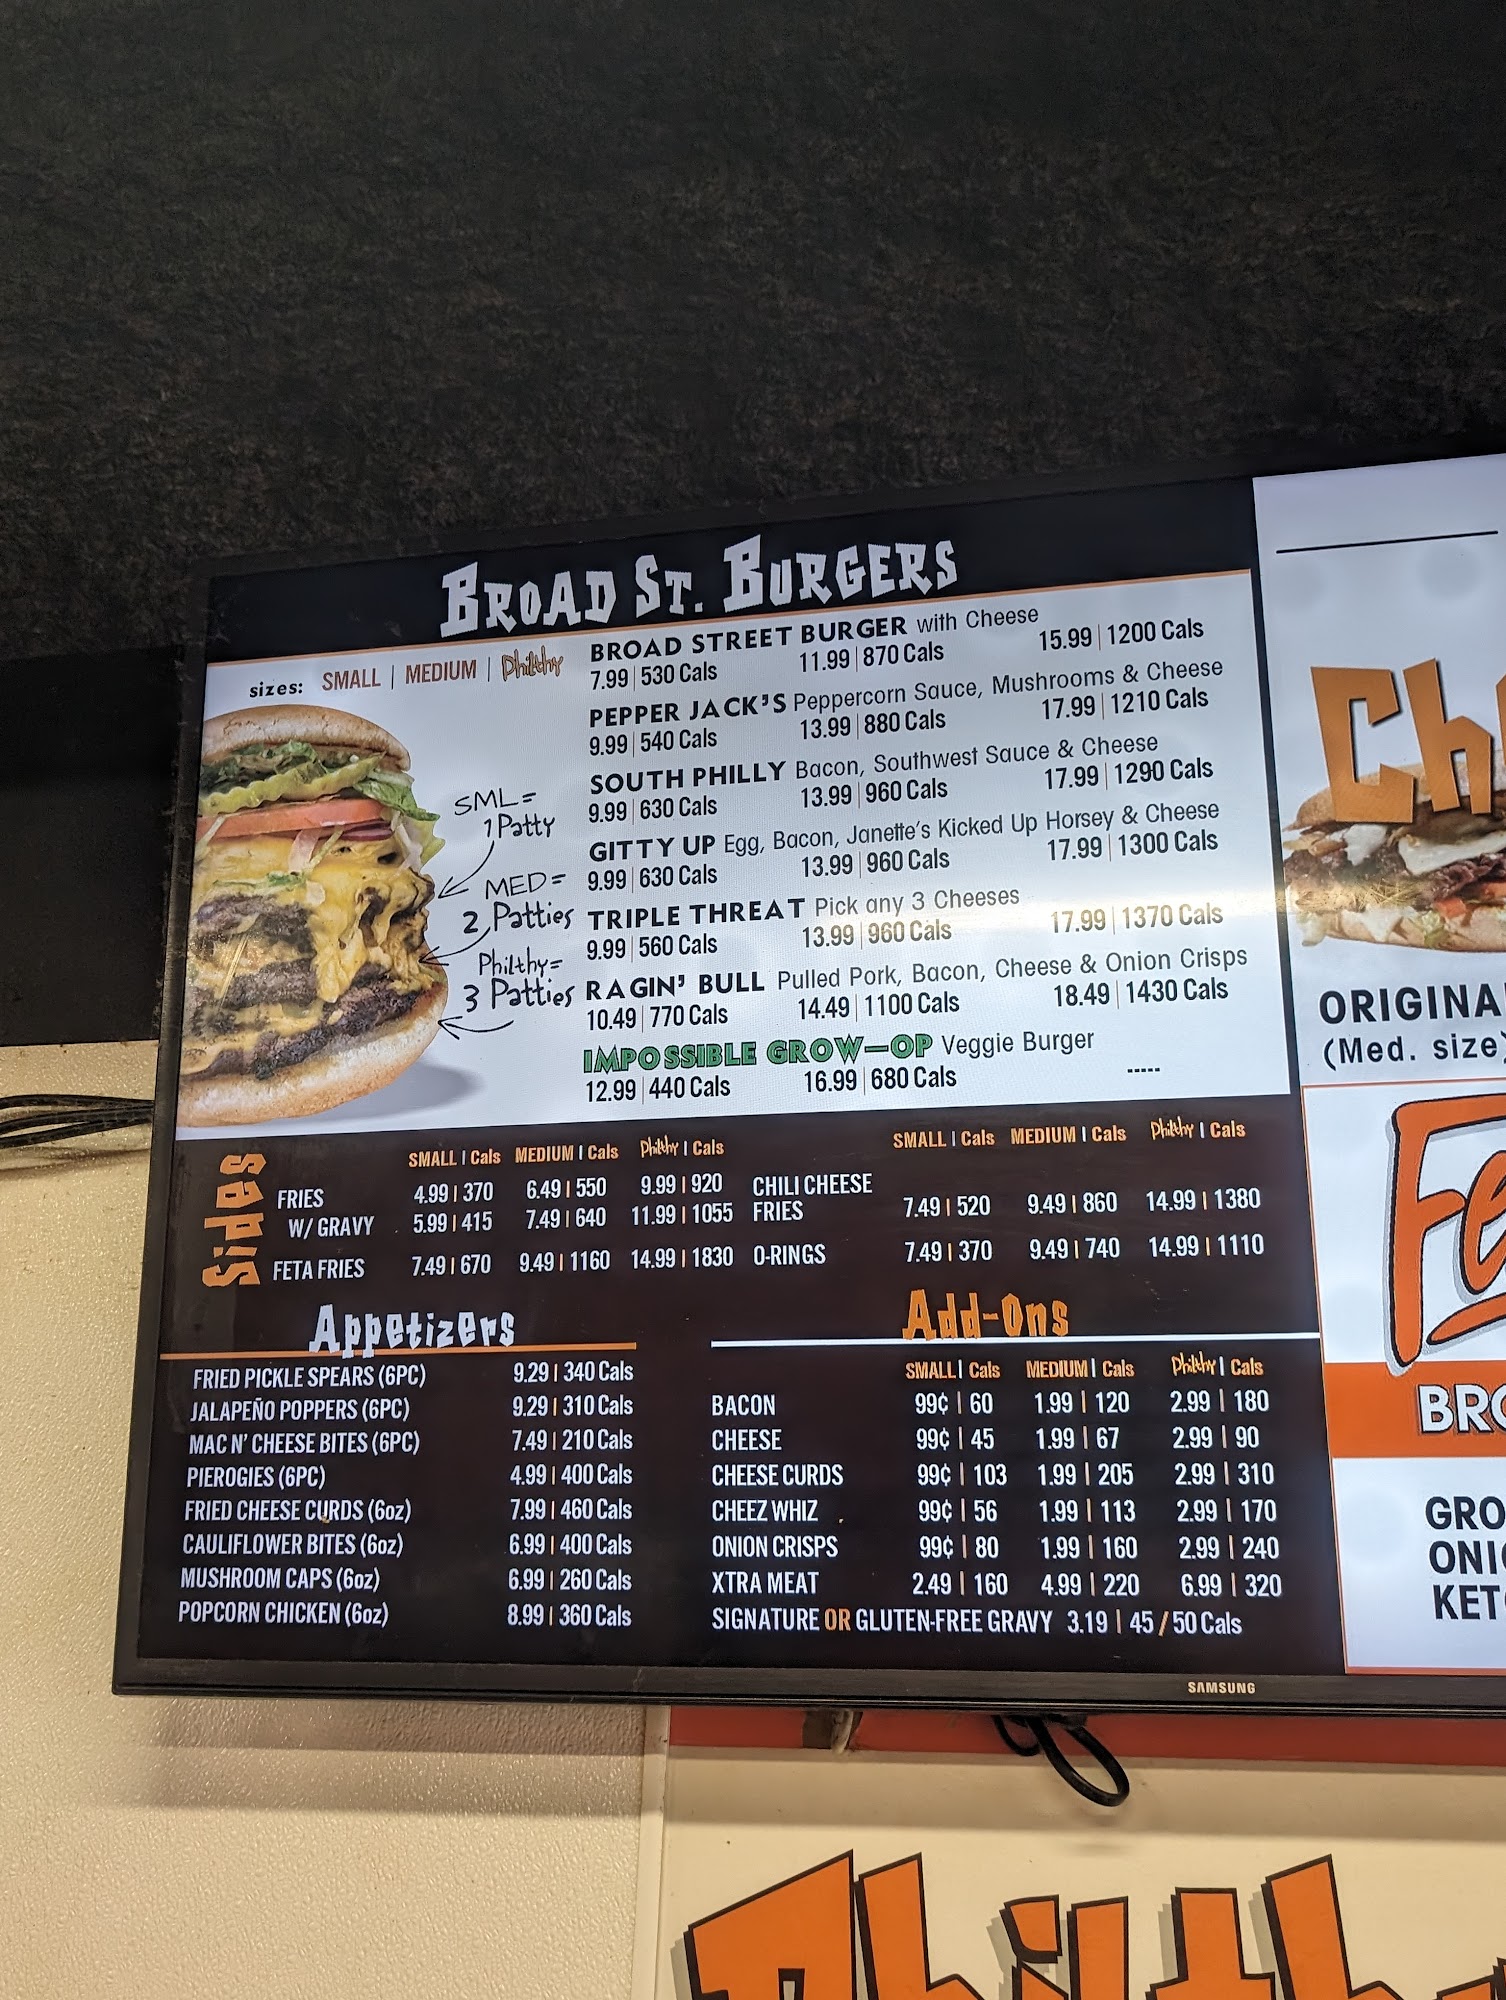 BROAD ST. BURGERS
sizes: SMALL | MEDIUM | Philthy
SML= 1 Patty
MED= 2 Patties
Philthy= 3 Patties
BROAD STREET BURGER with Cheese
7.99 | 530 Cals 11.99 | 870 Cals 15.99 | 1200 Cals
PEPPER JACK'S Peppercorn Sauce, Mushrooms & Cheese
9.99 | 540 Cals 13.99 | 880 Cals 17.99 | 1210 Cals
SOUTH PHILLY Bacon, Southwest Sauce & Cheese
9.99 | 630 Cals 13.99 | 960 Cals 17.99 | 1290 Cals
GITTY UP Egg, Bacon, Janette's Kicked Up Horsey & Cheese
9.99 | 630 Cals 13.99 | 960 Cals 17.99 | 1300 Cals
TRIPLE THREAT Pick any 3 Cheeses
9.99 | 560 Cals 13.99 | 960 Cals 17.99 | 1370 Cals
RAGIN' BULL Pulled Pork, Bacon, Cheese & Onion Crisps
10.49 | 770 Cals 14.49 | 1100 Cals 18.49 | 1430 Cals
IMPOSSIBLE GROW-OP Veggie Burger
12.99 | 440 Cals 16.99 | 680 Cals -----
Sides
SMALL | Cals MEDIUM | Cals Philthy | Cals
FRIES 4.99 | 370 6.49 | 550 9.99 | 920
W/ GRAVY 5.99 | 415 7.49 | 640 11.99 | 1055
FETA FRIES 7.49 | 670 9.49 | 1160 14.99 | 1830
SMALL | Cals MEDIUM | Cals Philthy | Cals
CHILI CHEESE
FRIES 7.49 | 520 9.49 | 860 14.99 | 1380
O-RINGS 7.49 | 370 9.49 | 740 14.99 | 1110
Appetizers
FRIED PICKLE SPEARS (6PC) 9.29 | 340 Cals
JALAPEÑO POPPERS (6PC) 9.29 | 310 Cals
MAC N' CHEESE BITES (6PC) 7.49 | 210 Cals
PIEROGIES (6PC) 4.99 | 400 Cals
FRIED CHEESE CURDS (6oz) 7.99 | 460 Cals
CAULIFLOWER BITES (6oz) 6.99 | 400 Cals
MUSHROOM CAPS (6oz) 6.99 | 260 Cals
POPCORN CHICKEN (6oz) 8.99 | 360 Cals
Add-Ons
SMALL | Cals MEDIUM | Cals Philthy | Cals
BACON 99¢ | 60 1.99 | 120 2.99 | 180
CHEESE 99¢ | 45 1.99 | 67 2.99 | 90
CHEESE CURDS 99¢ | 103 1.99 | 205 2.99 | 310
CHEEZ WHIZ 99¢ | 56 1.99 | 113 2.99 | 170
ONION CRISPS 99¢ | 80 1.99 | 160 2.99 | 240
XTRA MEAT 2.49 | 160 4.99 | 220 6.99 | 320
SIGNATURE OR GLUTEN-FREE GRAVY 3.19 | 45 / 50 Cals
Ch
ORIGINA
(Med. size)
Fe
BRO
GRO
ONI
KET
SAMSUNG
Philth